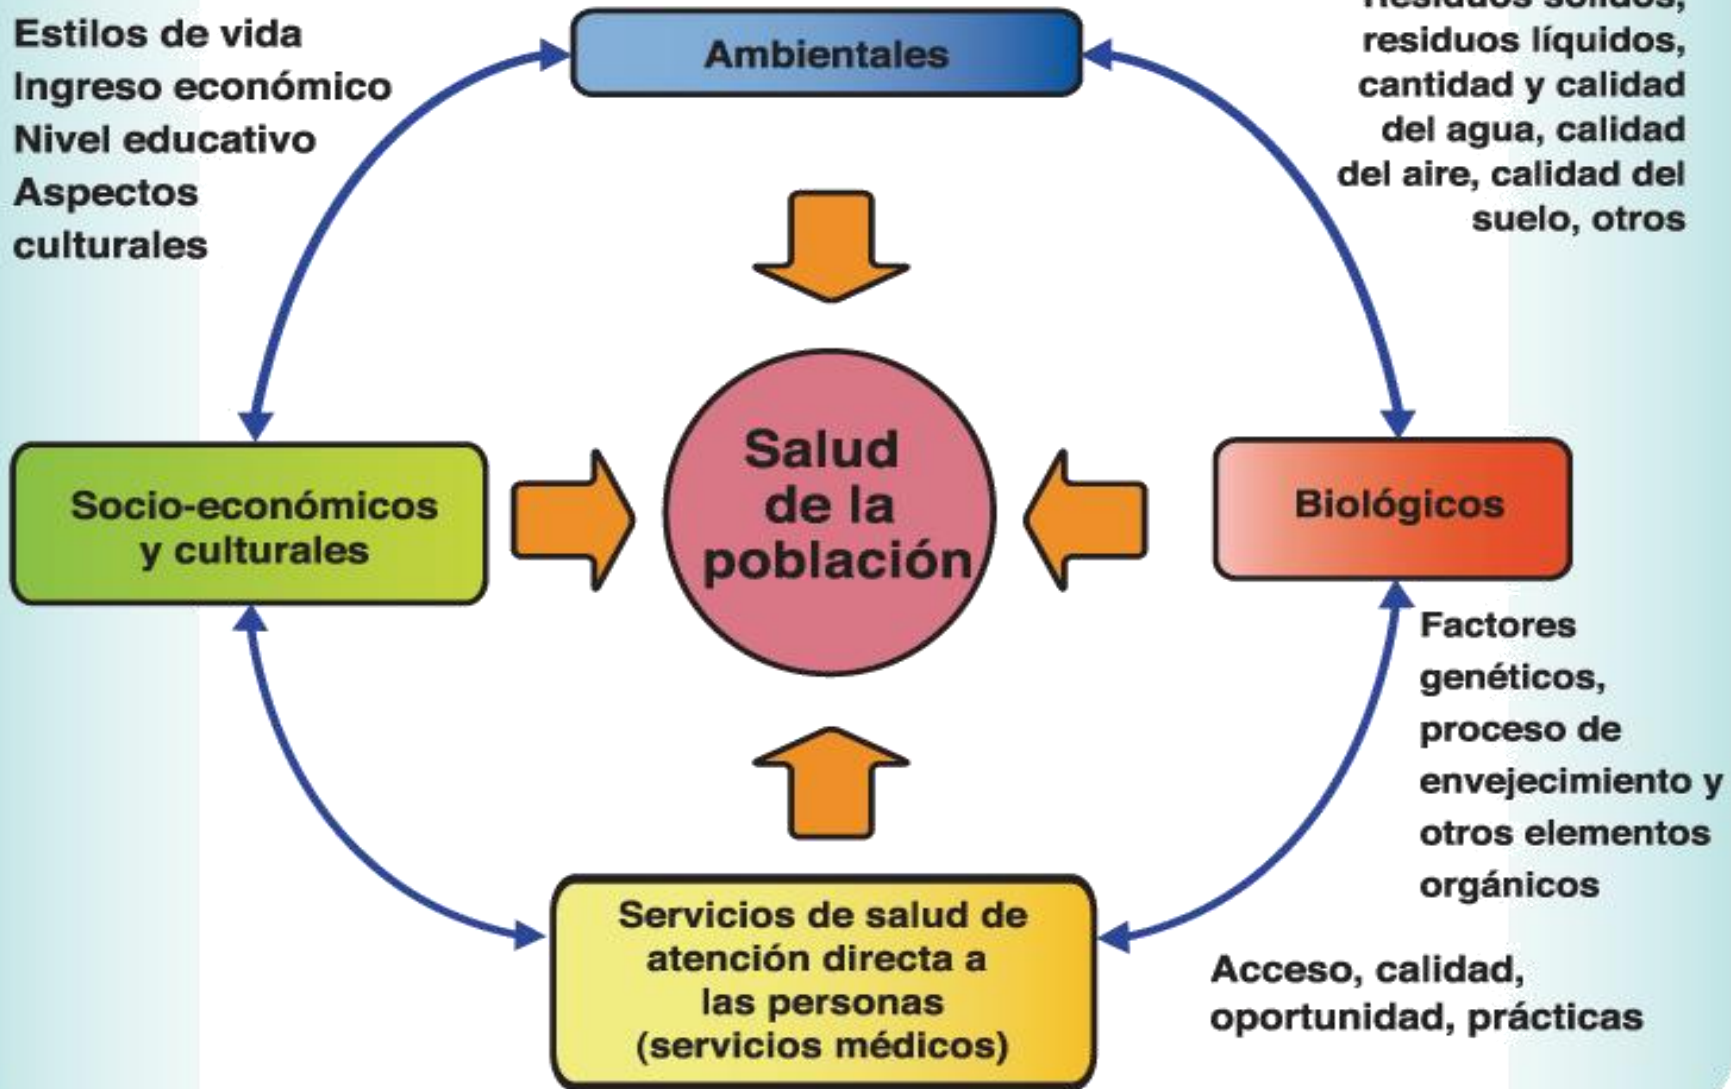 Estilos de vida
Ingreso económico
Nivel educativo
Aspectos
culturales
Ambientales
Residuos sólidos,
residuos líquidos,
cantidad y calidad
del agua, calidad
del aire, calidad del
suelo, otros
Socio-económicos
y culturales
Salud
de la
población
Biológicos
Factores
genéticos,
proceso de
envejecimiento y
otros elementos
orgánicos
Servicios de salud de
atención directa a
las personas
(servicios médicos)
Acceso, calidad,
oportunidad, prácticas